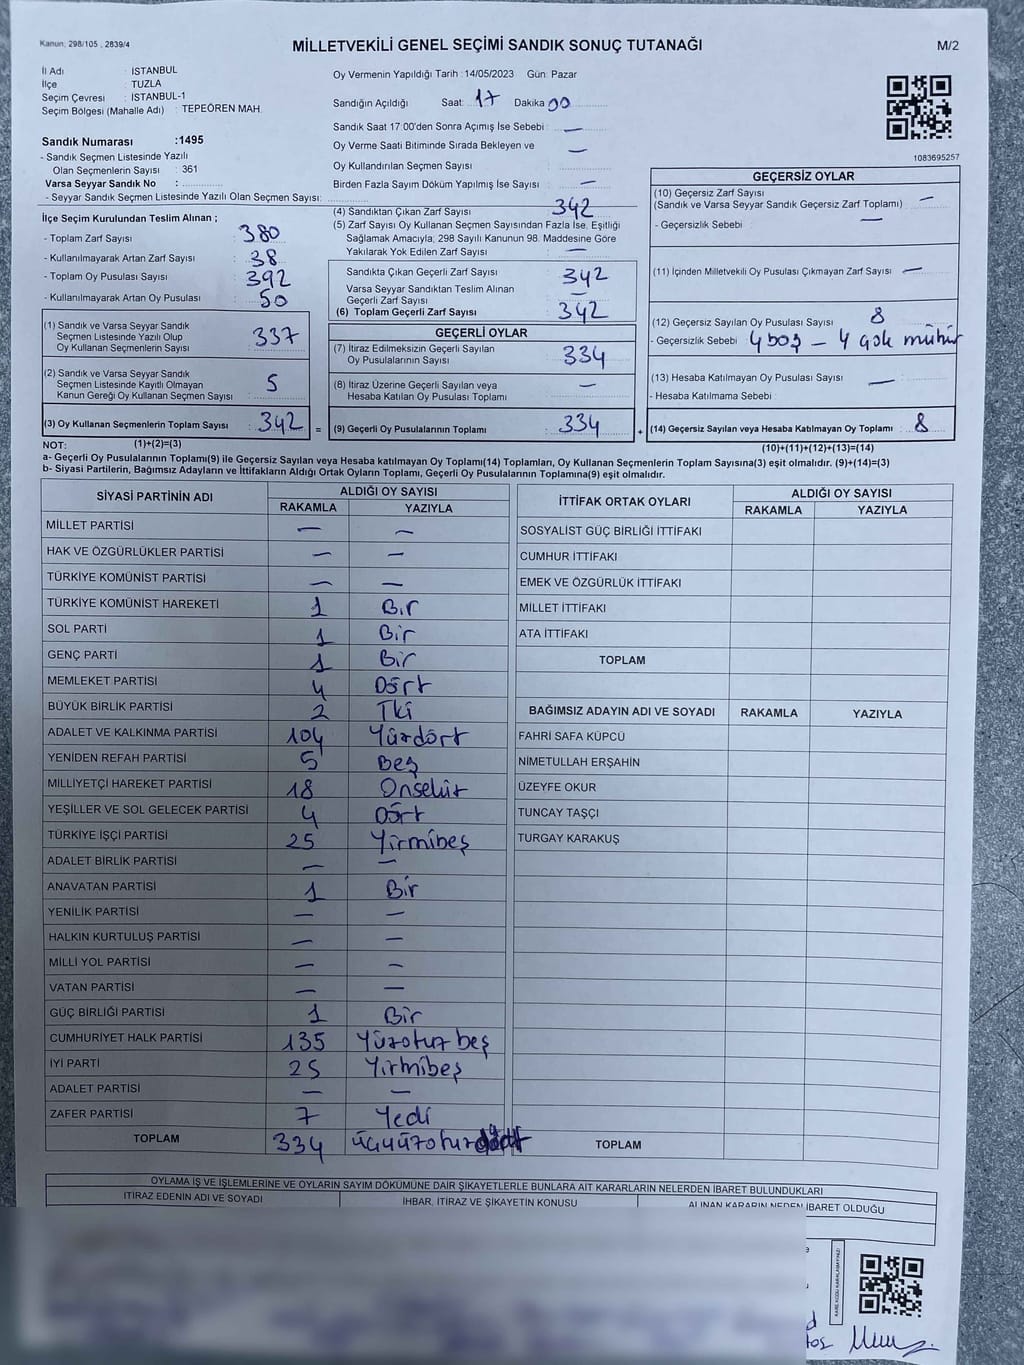 Kanun: 298/105 , 2839/4
MİLLETVEKİLİ GENEL SEÇİMİ SANDIK SONUÇ TUTANAĞI
M/2
İl Adı : İSTANBUL
İlçe : TUZLA
Seçim Çevresi : İSTANBUL-1
Seçim Bölgesi (Mahalle Adı) : TEPEÖREN MAH.
Sandık Numarası :1495
- Sandık Seçmen Listesinde Yazılı
Olan Seçmenlerin Sayısı : 361
Varsa Seyyar Sandık No :
- Seyyar Sandık Seçmen Listesinde Yazılı Olan Seçmen Sayısı:
Oy Vermenin Yapıldığı Tarih :14/05/2023 Gün: Pazar
Sandığın Açıldığı Saat: 17 Dakika 00
Sandık Saat 17:00'den Sonra Açımış İse Sebebi : —
Oy Verme Saati Bitiminde Sırada Bekleyen ve —
Oy Kullandırılan Seçmen Sayısı
Birden Fazla Sayım Döküm Yapılmış İse Sayısı —
1083695257
İlçe Seçim Kurulundan Teslim Alınan ;
- Toplam Zarf Sayısı : 380
- Kullanılmayarak Artan Zarf Sayısı : 38
- Toplam Oy Pusulası Sayısı : 392
- Kullanılmayarak Artan Oy Pusulası : 50
(1) Sandık ve Varsa Seyyar Sandık
Seçmen Listesinde Yazılı Olup : 337
Oy Kullanan Seçmenlerin Sayısı
(2) Sandık ve Varsa Seyyar Sandık
Seçmen Listesinde Kayıtlı Olmayan : 5
Kanun Gereği Oy Kullanan Seçmen Sayısı
(3) Oy Kullanan Seçmenlerin Toplam Sayısı : 342 =
(4) Sandıktan Çıkan Zarf Sayısı 342
(5) Zarf Sayısı Oy Kullanan Seçmen Sayısından Fazla İse, Eşitliği
Sağlamak Amacıyla, 298 Sayılı Kanunun 98. Maddesine Göre
Yakılarak Yok Edilen Zarf Sayısı : —
Sandıkta Çıkan Geçerli Zarf Sayısı : 342
Varsa Seyyar Sandıktan Teslim Alınan —
Geçerli Zarf Sayısı :
(6) Toplam Geçerli Zarf Sayısı : 342
GEÇERLİ OYLAR
(7) İtiraz Edilmeksizin Geçerli Sayılan
Oy Pusulalarının Sayısı : 334
(8) İtiraz Üzerine Geçerli Sayılan veya —
Hesaba Katılan Oy Pusulası Toplamı
(9) Geçerli Oy Pusulalarının Toplamı : 334 +
GEÇERSİZ OYLAR
(10) Geçersiz Zarf Sayısı
(Sandık ve Varsa Seyyar Sandık Geçersiz Zarf Toplamı) : —
- Geçersizlik Sebebi : —
(11) İçinden Milletvekili Oy Pusulası Çıkmayan Zarf Sayısı : —
(12) Geçersiz Sayılan Oy Pusulası Sayısı : 8
- Geçersizlik Sebebi : 4 boş — 4 çok mühür
(13) Hesaba Katılmayan Oy Pusulası Sayısı : —
- Hesaba Katılmama Sebebi :
(14) Geçersiz Sayılan veya Hesaba Katılmayan Oy Toplamı : 8
NOT: (1)+(2)=(3)
(10)+(11)+(12)+(13)=(14)
a- Geçerli Oy Pusulalarının Toplamı(9) ile Geçersiz Sayılan veya Hesaba katılmayan Oy Toplamı(14) Toplamları, Oy Kullanan Seçmenlerin Toplam Sayısına(3) eşit olmalıdır. (9)+(14)=(3)
b- Siyasi Partilerin, Bağımsız Adayların ve İttifakların Aldığı Ortak Oyların Toplamı, Geçerli Oy Pusulalarının Toplamına(9) eşit olmalıdır.
SİYASİ PARTİNİN ADI ALDIĞI OY SAYISI
RAKAMLA YAZIYLA
MİLLET PARTİSİ — —
HAK VE ÖZGÜRLÜKLER PARTİSİ — —
TÜRKİYE KOMÜNİST PARTİSİ — —
TÜRKİYE KOMÜNİST HAREKETİ 1 Bir
SOL PARTİ 1 Bir
GENÇ PARTİ 1 Bir
MEMLEKET PARTİSİ 4 Dört
BÜYÜK BİRLİK PARTİSİ 2 İki
ADALET VE KALKINMA PARTİSİ 104 Yüzdört
YENİDEN REFAH PARTİSİ 5 Beş
MİLLİYETÇİ HAREKET PARTİSİ 18 Onsekiz
YEŞİLLER VE SOL GELECEK PARTİSİ 4 Dört
TÜRKİYE İŞÇİ PARTİSİ 25 Yirmibeş
ADALET BİRLİK PARTİSİ — —
ANAVATAN PARTİSİ 1 Bir
YENİLİK PARTİSİ — —
HALKIN KURTULUŞ PARTİSİ — —
MİLLİ YOL PARTİSİ — —
VATAN PARTİSİ — —
GÜÇ BİRLİĞİ PARTİSİ 1 Bir
CUMHURİYET HALK PARTİSİ 135 Yüzotuz beş
İYİ PARTİ 25 Yirmibeş
ADALET PARTİSİ — —
ZAFER PARTİSİ 7 Yedi
TOPLAM 334 üçyüzotuzdört
İTTİFAK ORTAK OYLARI ALDIĞI OY SAYISI
RAKAMLA YAZIYLA
SOSYALİST GÜÇ BİRLİĞİ İTTİFAKI
CUMHUR İTTİFAKI
EMEK VE ÖZGÜRLÜK İTTİFAKI
MİLLET İTTİFAKI
ATA İTTİFAKI
TOPLAM
BAĞIMSIZ ADAYIN ADI VE SOYADI RAKAMLA YAZIYLA
FAHRİ SAFA KÜPCÜ
NİMETULLAH ERŞAHİN
ÜZEYFE OKUR
TUNCAY TAŞÇI
TURGAY KARAKUŞ
TOPLAM
OYLAMA İŞ VE İŞLEMLERİNE VE OYLARIN SAYIM DÖKÜMÜNE DAİR ŞİKAYETLERLE BUNLARA AİT KARARLARIN NELERDEN İBARET BULUNDUKLARI
İTİRAZ EDENİN ADI VE SOYADI İHBAR, İTİRAZ VE ŞİKAYETİN KONUSU ALINAN KARARIN NEDEN İBARET OLDUĞU